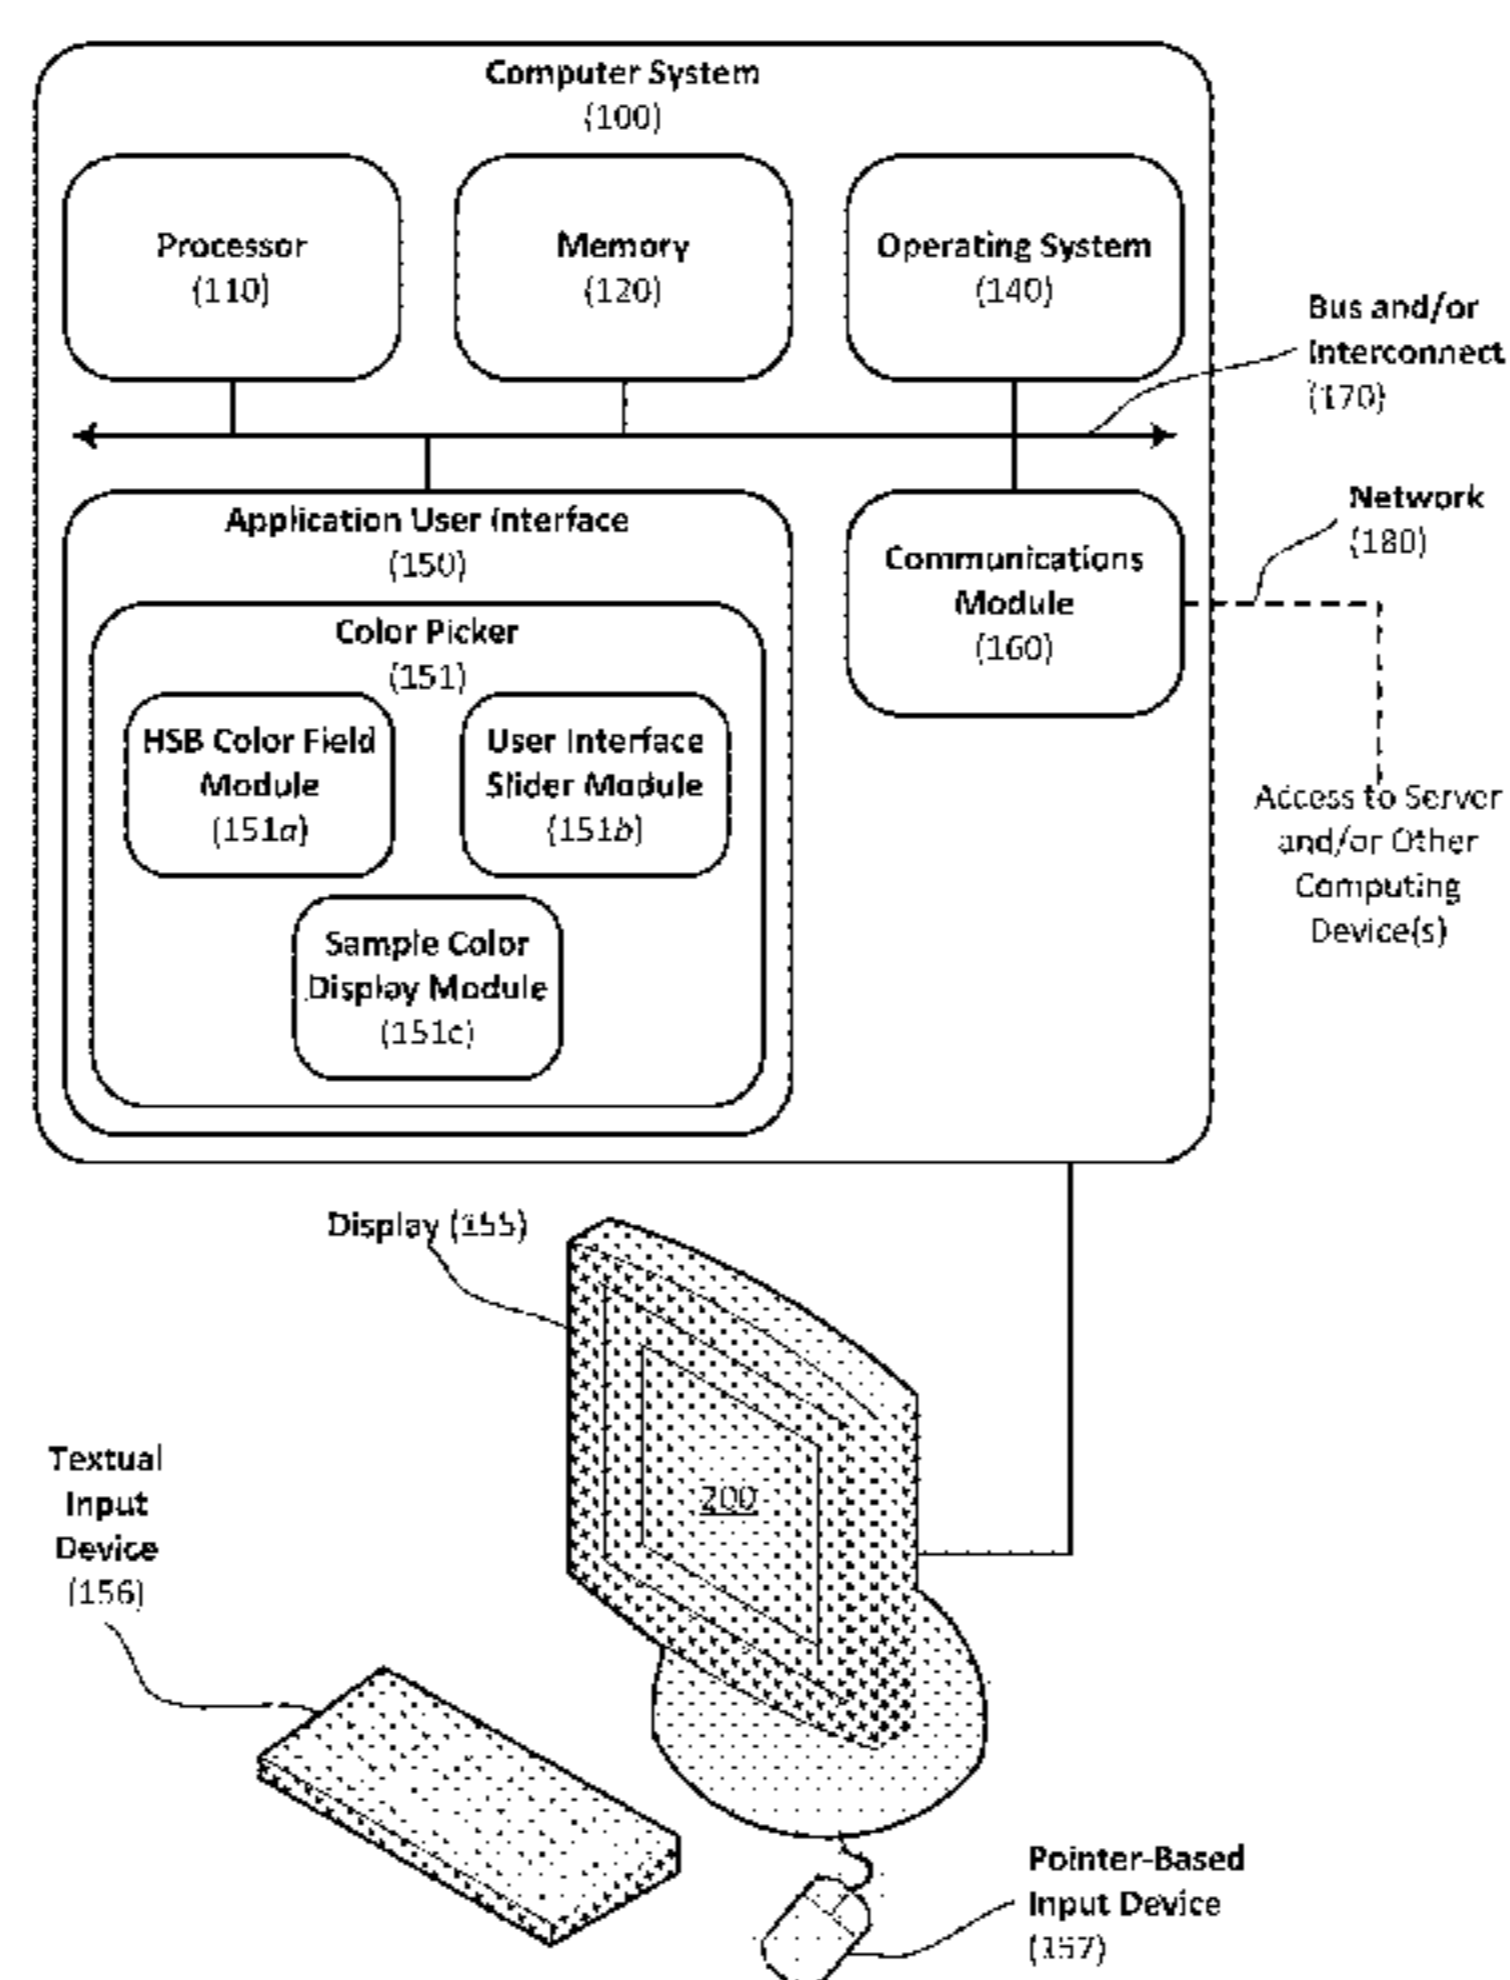 Computer System
(100)
Processor
(110)
Memory
(120)
Operating System
(140)
Bus and/or
Interconnect
(170)
Application User Interface
(150)
Communications
Module
(160)
Network
(180)
Color Picker
(151)
HSB Color Field
Module
(151a)
User Interface
Slider Module
(151b)
Sample Color
Display Module
(151c)
Access to Server
and/or Other
Computing
Device(s)
Display (155)
200
Textual
Input
Device
(156)
Pointer-Based
Input Device
(157)